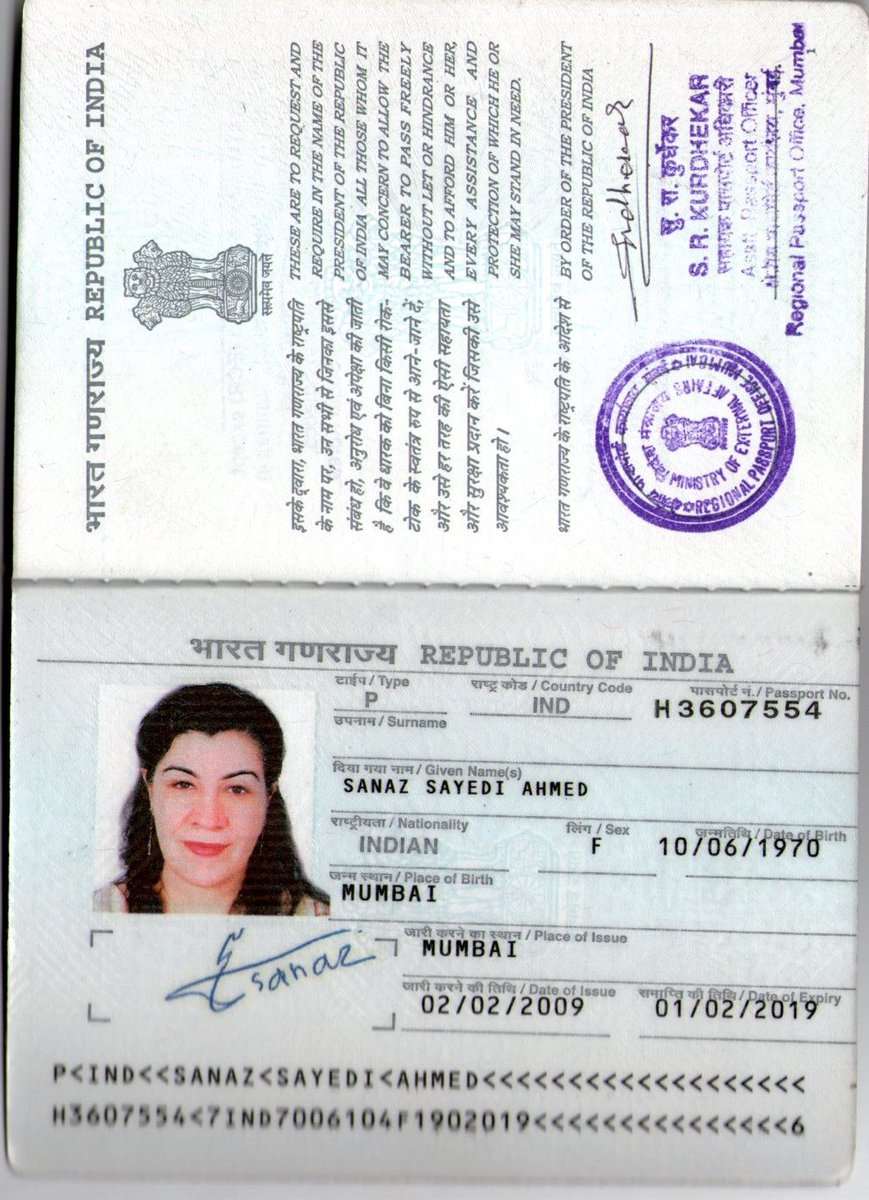 भारत गणराज्य REPUBLIC OF INDIA
सत्यमेव जयते
इसके द्वारा, भारत गणराज्य के राष्ट्रपति
के नाम पर, उन सभी से जिनका इससे
संबंध हो, अनुरोध एवं अपेक्षा की जाती
है कि वे धारक को बिना किसी रोक-
टोक के स्वतंत्र रुप से आने-जाने दें,
और उसे हर तरह की ऐसी सहायता
और सुरक्षा प्रदान करें जिसकी उसे
आवश्यकता हो।
THESE ARE TO REQUEST AND
REQUIRE IN THE NAME OF THE
PRESIDENT OF THE REPUBLIC
OF INDIA ALL THOSE WHOM IT
MAY CONCERN TO ALLOW THE
BEARER TO PASS FREELY
WITHOUT LET OR HINDRANCE
AND TO AFFORD HIM OR HER,
EVERY ASSISTANCE AND
PROTECTION OF WHICH HE OR
SHE MAY STAND IN NEED.
भारत गणराज्य के राष्ट्रपति के आदेश से
BY ORDER OF THE PRESIDENT
OF THE REPUBLIC OF INDIA
सु. रा. कुर्धेकर
S. R. KURDHEKAR
सहायक पासपोर्ट अधिकारी
Asstt. Passport Officer
Regional Passport Office, Mumbai
1
MINISTRY OF EXTERNAL AFFAIRS
REGIONAL PASSPORT OFFICE, MUMBAI
भारत गणराज्य REPUBLIC OF INDIA
टाईप / Type राष्ट्र कोड / Country Code पासपोर्ट नं. / Passport No.
P IND H3607554
उपनाम / Surname
दिया गया नाम / Given Name(s)
SANAZ SAYEDI AHMED
राष्ट्रीयता / Nationality लिंग / Sex जन्मतिथि / Date of Birth
INDIAN F 10/06/1970
जन्म स्थान / Place of Birth
MUMBAI
जारी करने का स्थान / Place of Issue
MUMBAI
sanaz
जारी करने की तिथि / Date of Issue समाप्ति की तिथि / Date of Expiry
02/02/2009 01/02/2019
P<IND<<SANAZ<SAYEDI<AHMED<<<<<<<<<<<<<<<<<<<
H3607554<7IND7006104F1902019<<<<<<<<<<<<<<<6